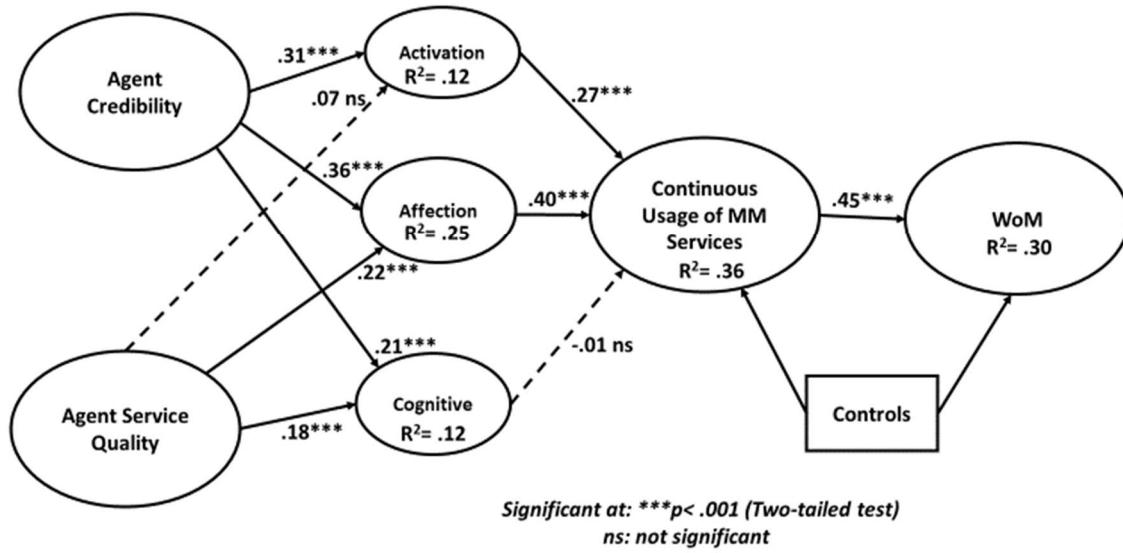 Agent
Credibility
.31***
Activation
R²= .12
.07 ns
.27***
.36***
Affection
R²= .25
.40***
Continuous
Usage of MM
Services
R²= .36
.45***
WoM
R²= .30
.22***
.21***
-.01 ns
Agent Service
Quality
.18***
Cognitive
R²= .12
Controls
Significant at: ***p< .001 (Two-tailed test)
ns: not significant